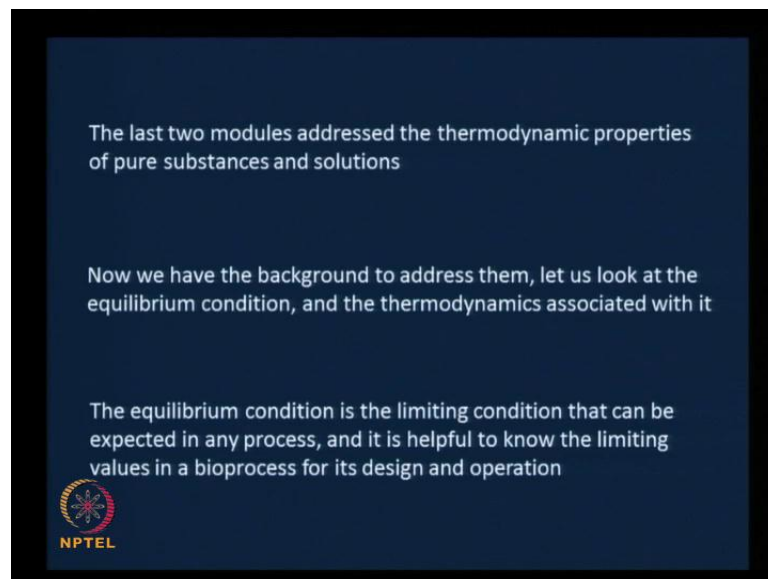 The last two modules addressed the thermodynamic properties
of pure substances and solutions
Now we have the background to address them, let us look at the
equilibrium condition, and the thermodynamics associated with it
The equilibrium condition is the limiting condition that can be
expected in any process, and it is helpful to know the limiting
values in a bioprocess for its design and operation
NPTEL